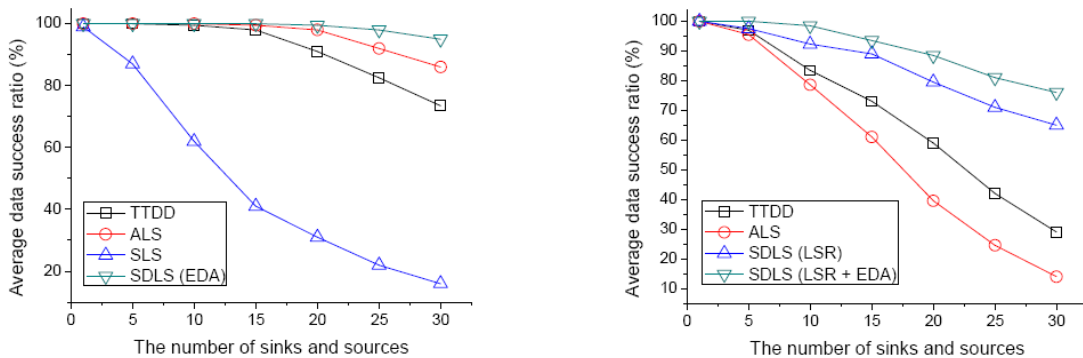 Average data success ratio (%)
100
80
60
40
20
TTDD
ALS
SLS
SDLS (EDA)
0 5 10 15 20 25 30
The number of sinks and sources
Average data success ratio (%)
100
90
80
70
60
50
40
30
20
10
TTDD
ALS
SDLS (LSR)
SDLS (LSR + EDA)
0 5 10 15 20 25 30
The number of sinks and sources